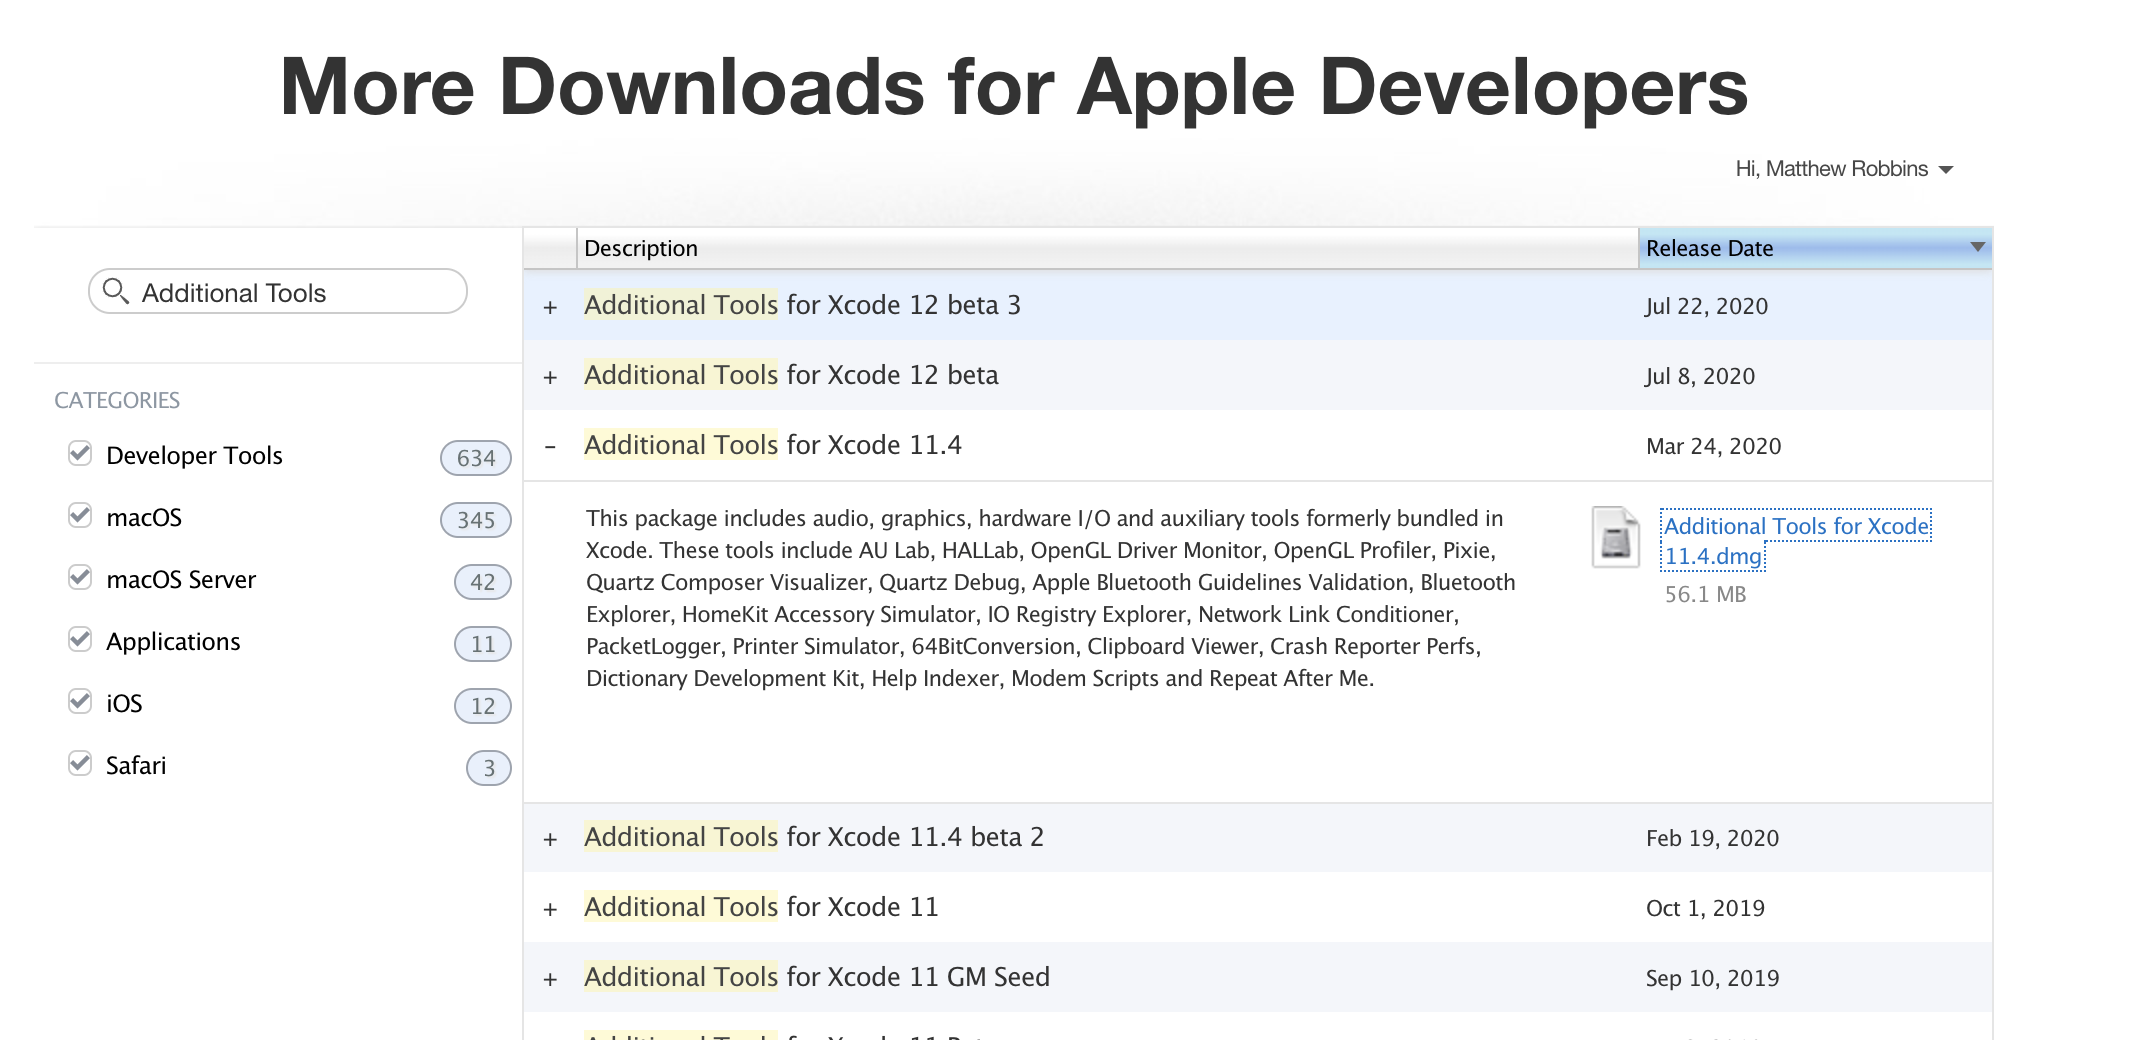 More Downloads for Apple Developers
Hi, Matthew Robbins
Additional Tools
CATEGORIES
Developer Tools 634
macOS 345
macOS Server 42
Applications 11
iOS 12
Safari 3
Description Release Date
+ Additional Tools for Xcode 12 beta 3 Jul 22, 2020
+ Additional Tools for Xcode 12 beta Jul 8, 2020
– Additional Tools for Xcode 11.4 Mar 24, 2020
This package includes audio, graphics, hardware I/O and auxiliary tools formerly bundled in
Xcode. These tools include AU Lab, HALLab, OpenGL Driver Monitor, OpenGL Profiler, Pixie,
Quartz Composer Visualizer, Quartz Debug, Apple Bluetooth Guidelines Validation, Bluetooth
Explorer, HomeKit Accessory Simulator, IO Registry Explorer, Network Link Conditioner,
PacketLogger, Printer Simulator, 64BitConversion, Clipboard Viewer, Crash Reporter Perfs,
Dictionary Development Kit, Help Indexer, Modem Scripts and Repeat After Me.
Additional Tools for Xcode
11.4.dmg
56.1 MB
+ Additional Tools for Xcode 11.4 beta 2 Feb 19, 2020
+ Additional Tools for Xcode 11 Oct 1, 2019
+ Additional Tools for Xcode 11 GM Seed Sep 10, 2019
Additional Tools for Xcode 11